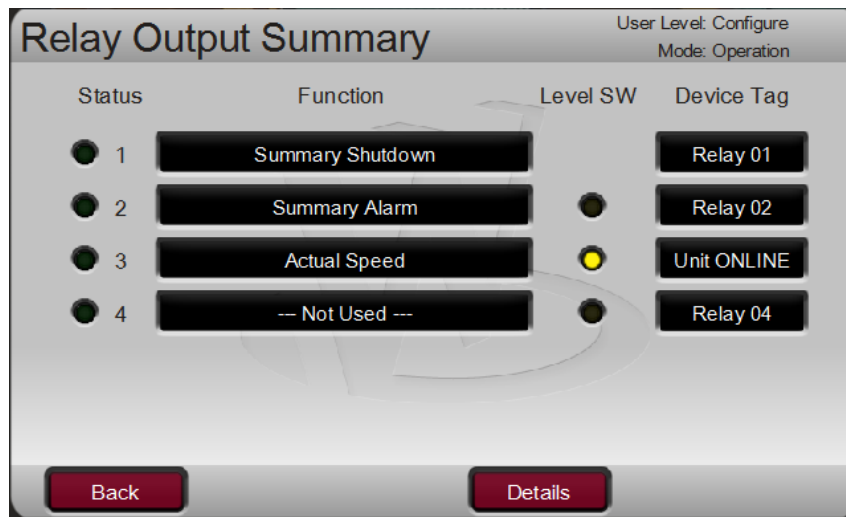 Relay Output Summary
User Level: Configure
Mode: Operation
Status Function Level SW Device Tag
1 Summary Shutdown Relay 01
2 Summary Alarm Relay 02
3 Actual Speed Unit ONLINE
4 --- Not Used --- Relay 04
Back Details